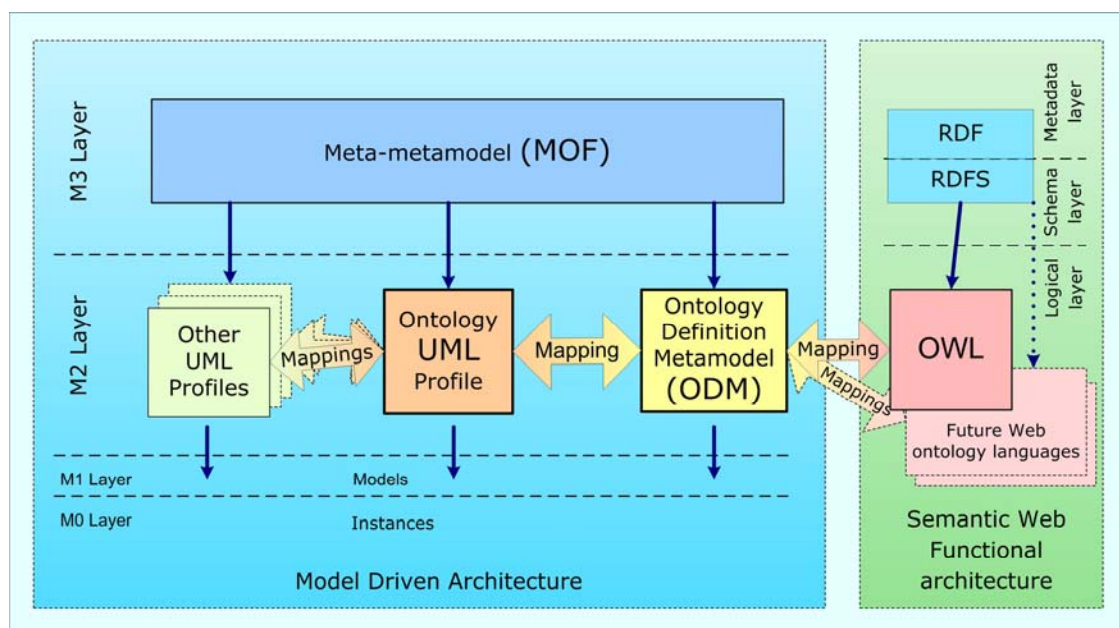 M3 Layer
Meta-metamodel (MOF)
M2 Layer
Other
UML
Profiles
Mappings
Ontology
UML
Profile
Mapping
Ontology
Definition
Metamodel
(ODM)
Mapping
Mappings
M1 Layer
Models
M0 Layer
Instances
Model Driven Architecture
RDF
RDFS
Metadata
layer
Schema
layer
Logical
layer
OWL
Future Web
ontology languages
Semantic Web
Functional
architecture